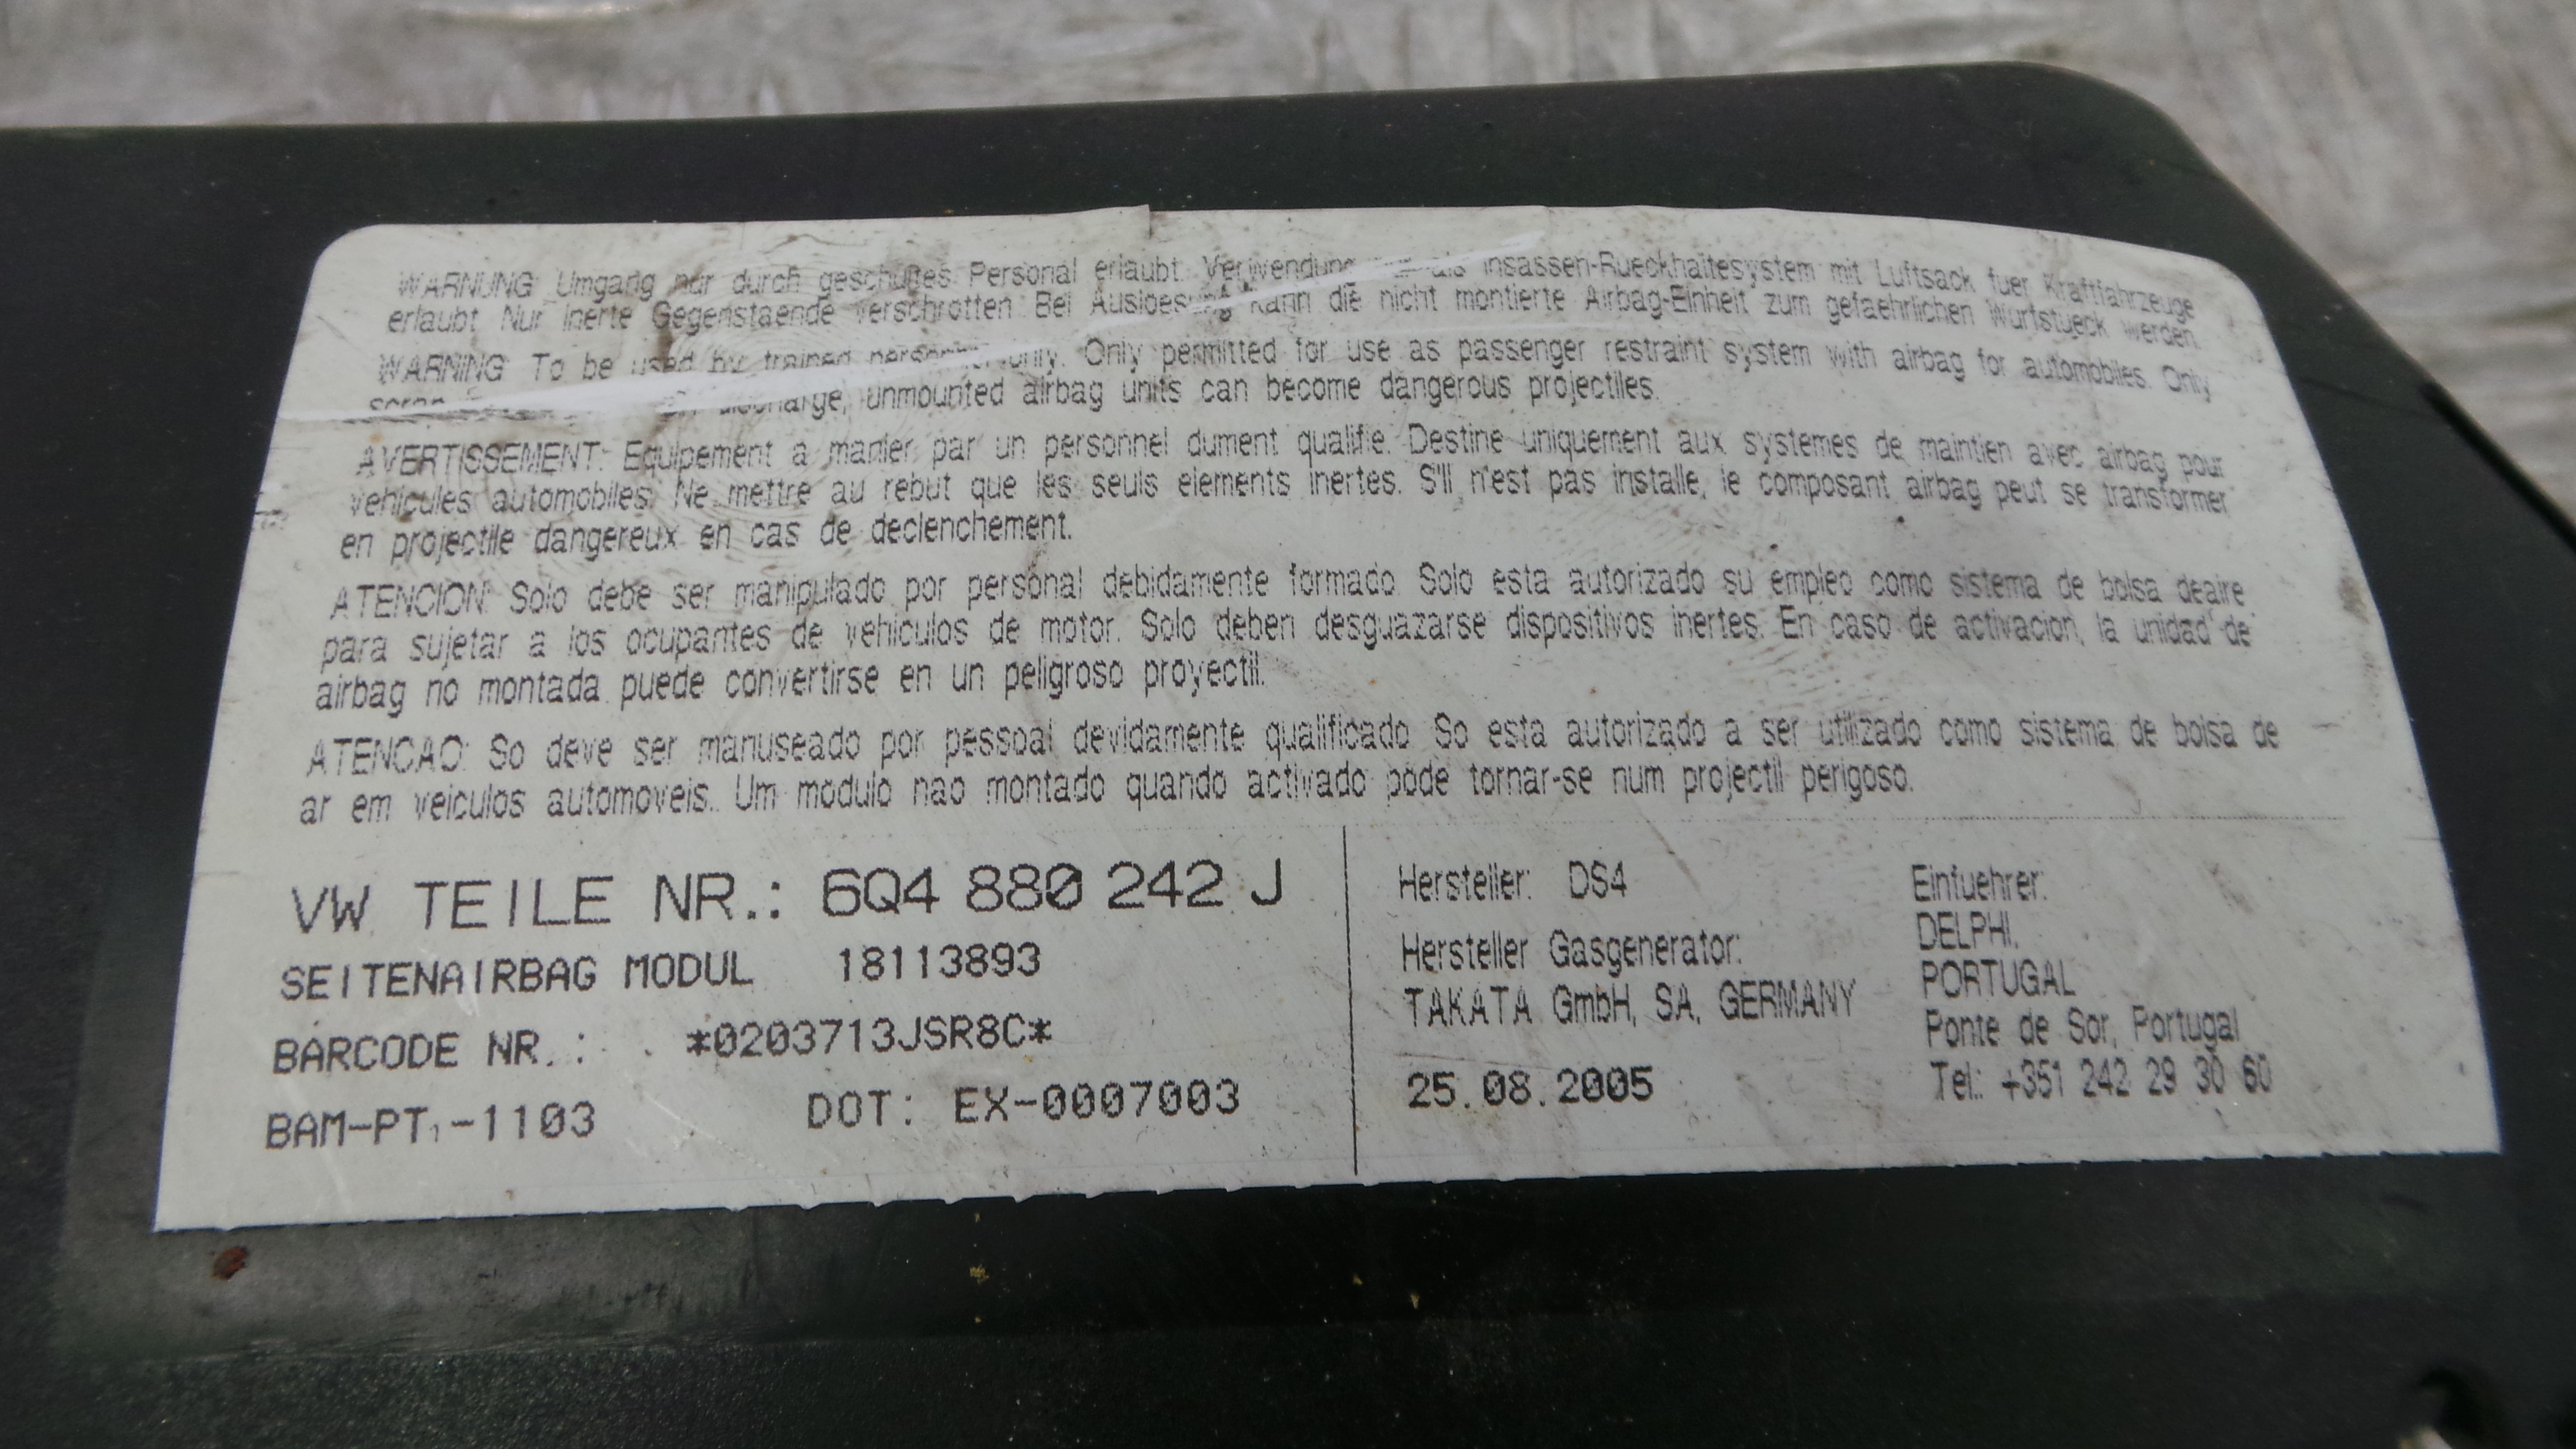 WARNUNG: Umgang nur durch geschultes Personal erlaubt. Verwendung als Insassen-Rueckhaltesystem mit Luftsack fuer Kraftfahrzeuge
erlaubt. Nur inerte Gegenstaende verschrotten. Bei Ausloesung kann die nicht montierte Airbag-Einheit zum gefaehrlichen Wurfstueck werden.
WARNING: To be used by trained personnel only. Only permitted for use as passenger restraint system with airbag for automobiles. Only
scrap discharge, unmounted airbag units can become dangerous projectiles.
AVERTISSEMENT: Equipement a manier par un personnel dument qualifie. Destine uniquement aux systemes de maintien avec airbag pour
vehicules automobiles. Ne mettre au rebut que les seuls elements inertes. S'il n'est pas installe, le composant airbag peut se transformer
en projectile dangereux en cas de declenchement.
ATENCION: Solo debe ser manipulado por personal debidamente formado. Solo esta autorizado su empleo como sistema de bolsa deaire
para sujetar a los ocupantes de vehiculos de motor. Solo deben desguazarse dispositivos inertes. En caso de activacion, la unidad de
airbag no montada puede convertirse en un peligroso proyectil.
ATENCAO: So deve ser manuseado por pessoal devidamente qualificado. So esta autorizado a ser utilizado como sistema de bolsa de
ar em veiculos automoveis. Um modulo nao montado quando activado pode tornar-se num projectil perigoso.
VW TEILE NR.: 6Q4 880 242 J
SEITENAIRBAG MODUL 18113893
BARCODE NR.: *0203713JSR8C*
BAM-PT1-1103 DOT: EX-0007003
Hersteller: DS4
Hersteller Gasgenerator:
TAKATA GmbH, SA, GERMANY
25.08.2005
Einfuehrer:
DELPHI,
PORTUGAL
Ponte de Sor, Portugal
Tel.: +351 242 29 30 60